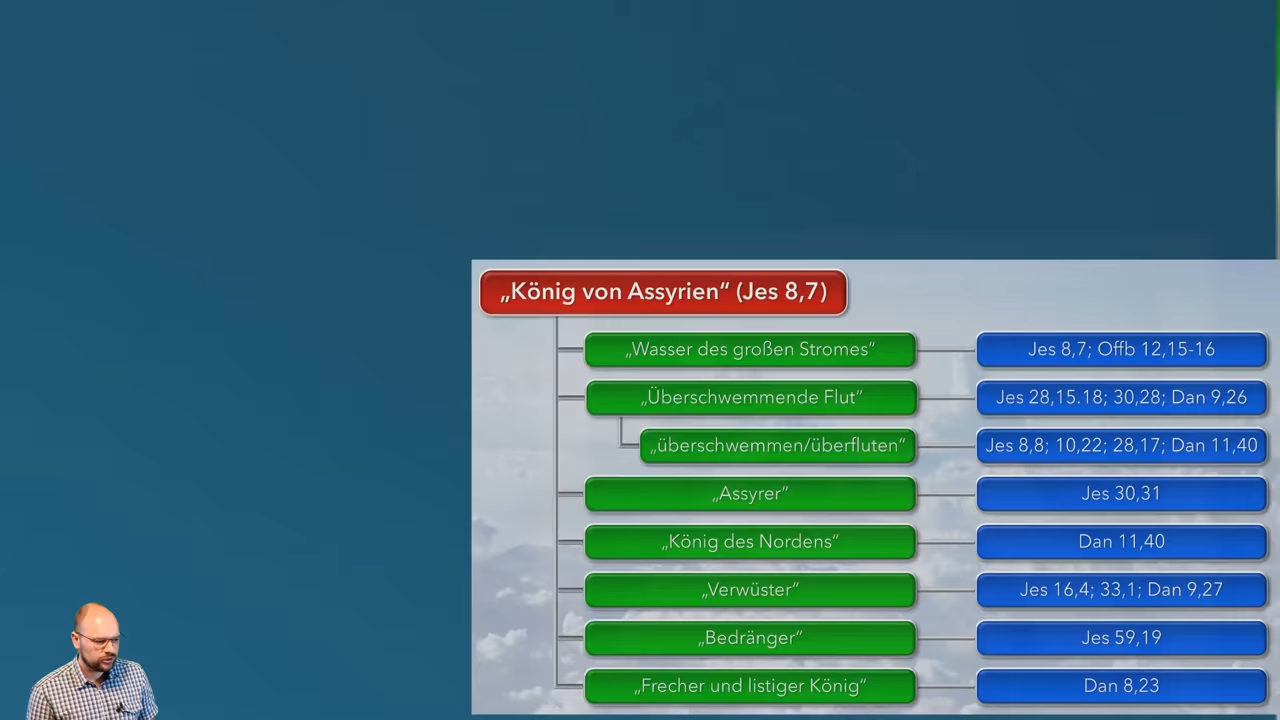 „König von Assyrien“ (Jes 8,7)
„Wasser des großen Stromes“ Jes 8,7; Offb 12,15-16
„Überschwemmende Flut“ Jes 28,15.18; 30,28; Dan 9,26
„überschwemmen/überfluten“ Jes 8,8; 10,22; 28,17; Dan 11,40
„Assyrer“ Jes 30,31
„König des Nordens“ Dan 11,40
„Verwüster“ Jes 16,4; 33,1; Dan 9,27
„Bedränger“ Jes 59,19
„Frecher und listiger König“ Dan 8,23